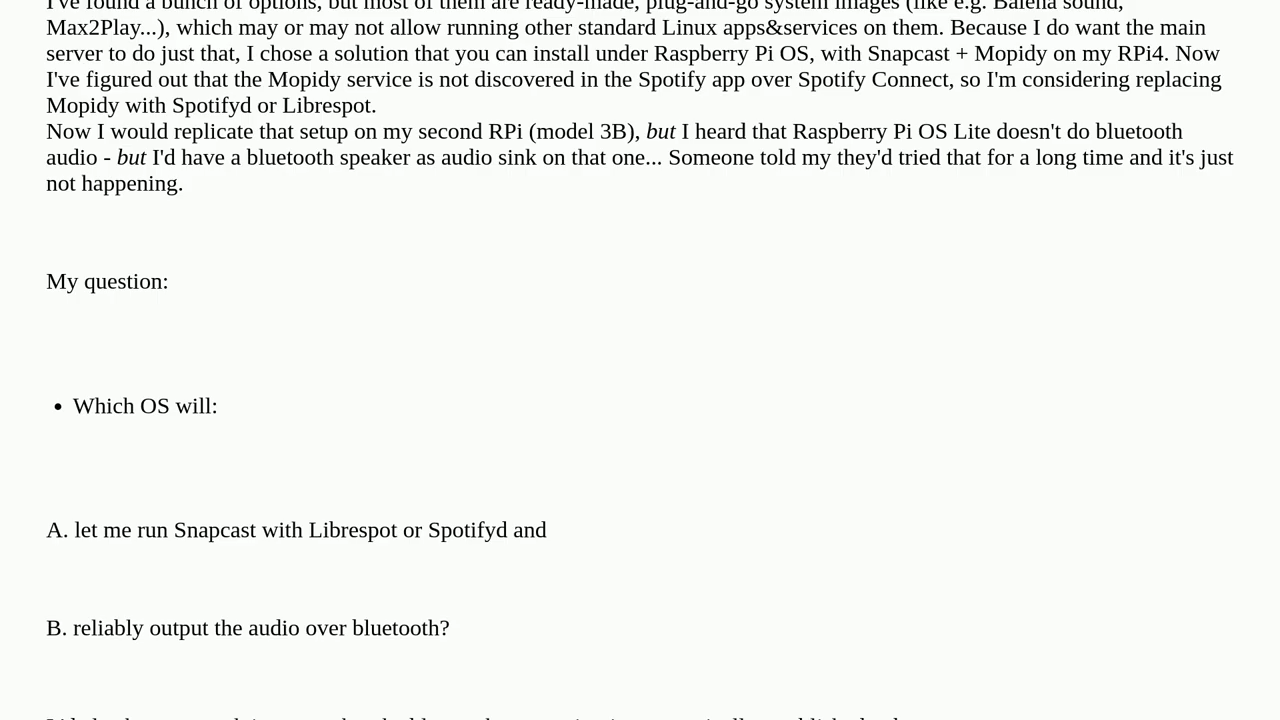 I've found a bunch of options, but most of them are ready-made, plug-and-go system images (like e.g. Balena sound,
Max2Play...), which may or may not allow running other standard Linux apps&services on them. Because I do want the main
server to do just that, I chose a solution that you can install under Raspberry Pi OS, with Snapcast + Mopidy on my RPi4. Now
I've figured out that the Mopidy service is not discovered in the Spotify app over Spotify Connect, so I'm considering replacing
Mopidy with Spotifyd or Librespot.
Now I would replicate that setup on my second RPi (model 3B), but I heard that Raspberry Pi OS Lite doesn't do bluetooth
audio - but I'd have a bluetooth speaker as audio sink on that one... Someone told my they'd tried that for a long time and it's just
not happening.
My question:
• Which OS will:
A. let me run Snapcast with Librespot or Spotifyd and
B. reliably output the audio over bluetooth?